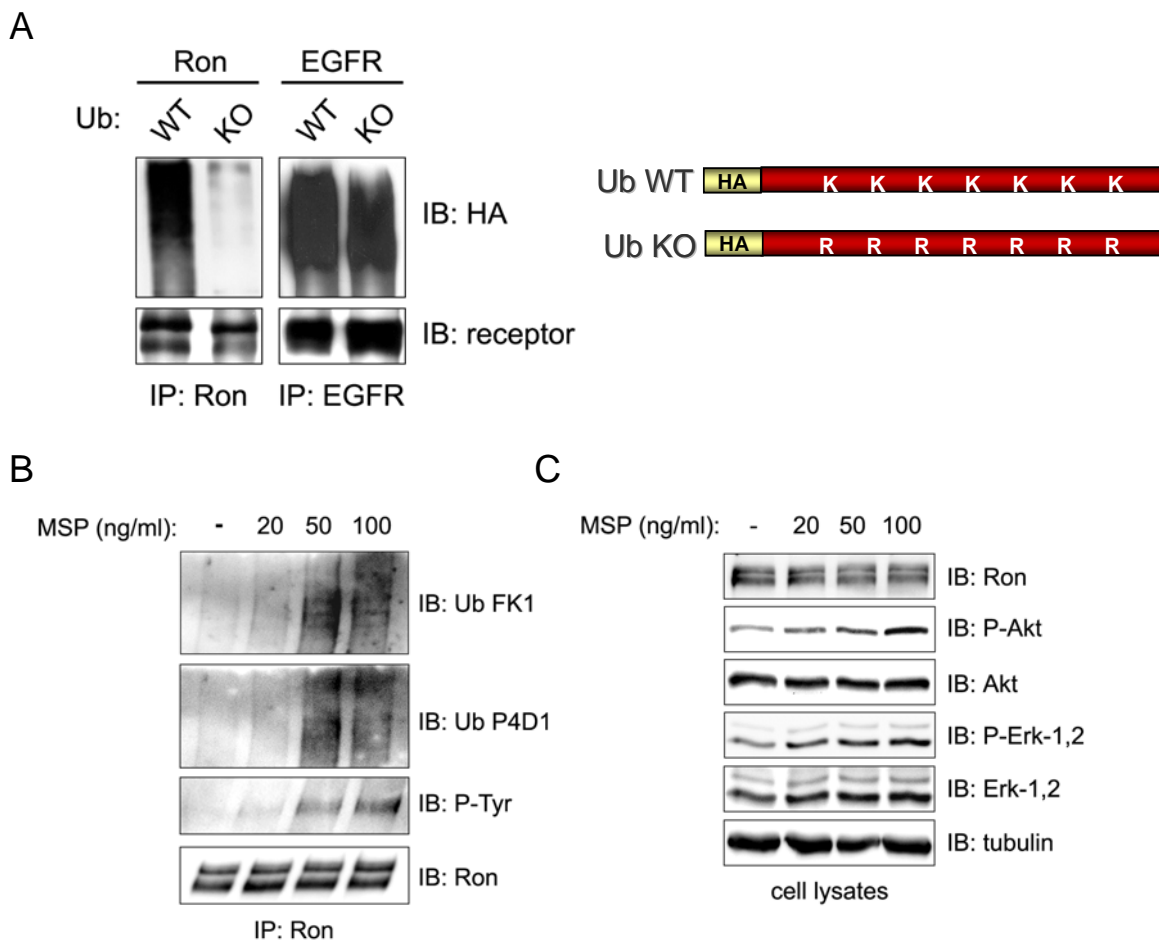 A
Ron EGFR
Ub: WT KO WT KO
IB: HA
IB: receptor
IP: Ron IP: EGFR
Ub WT HA K K K K K K K
Ub KO HA R R R R R R R
B
MSP (ng/ml): - 20 50 100
IB: Ub FK1
IB: Ub P4D1
IB: P-Tyr
IB: Ron
IP: Ron
C
MSP (ng/ml): - 20 50 100
IB: Ron
IB: P-Akt
IB: Akt
IB: P-Erk-1,2
IB: Erk-1,2
IB: tubulin
cell lysates